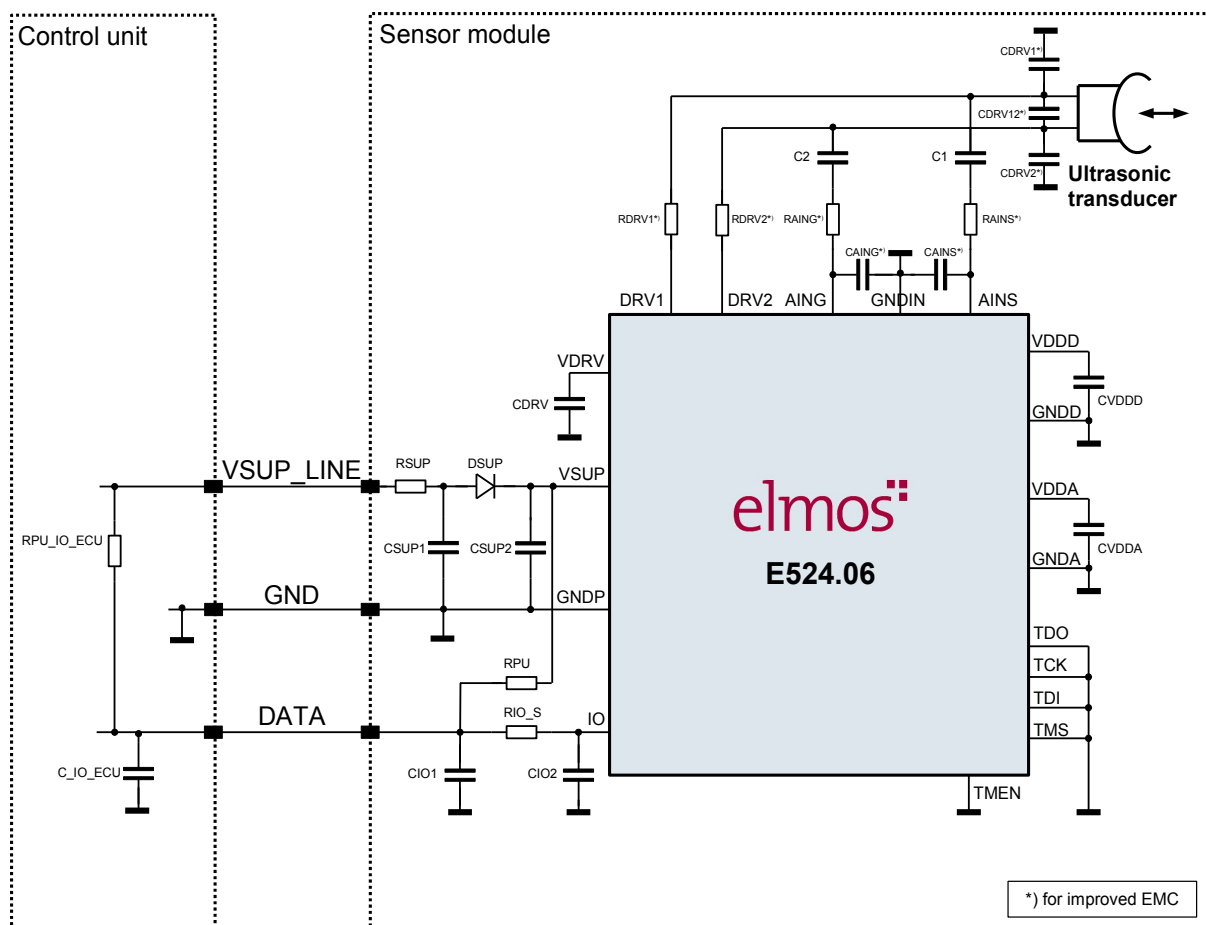 Control unit
Sensor module
CDRV1*)
CDRV12*)
CDRV2*)
Ultrasonic
transducer
C2
C1
RDRV1*)
RDRV2*)
RAING*)
RAINS*)
CAING*)
CAINS*)
DRV1
DRV2
AING
GNDIN
AINS
VDRV
CDRV
VDDD
CVDDD
GNDD
VSUP_LINE
RSUP
DSUP
VSUP
RPU_IO_ECU
CSUP1
CSUP2
elmos
E524.06
VDDA
CVDDA
GNDA
GND
GNDP
TDO
TCK
TDI
TMS
RPU
DATA
RIO_S
IO
C_IO_ECU
CIO1
CIO2
TMEN
*) for improved EMC